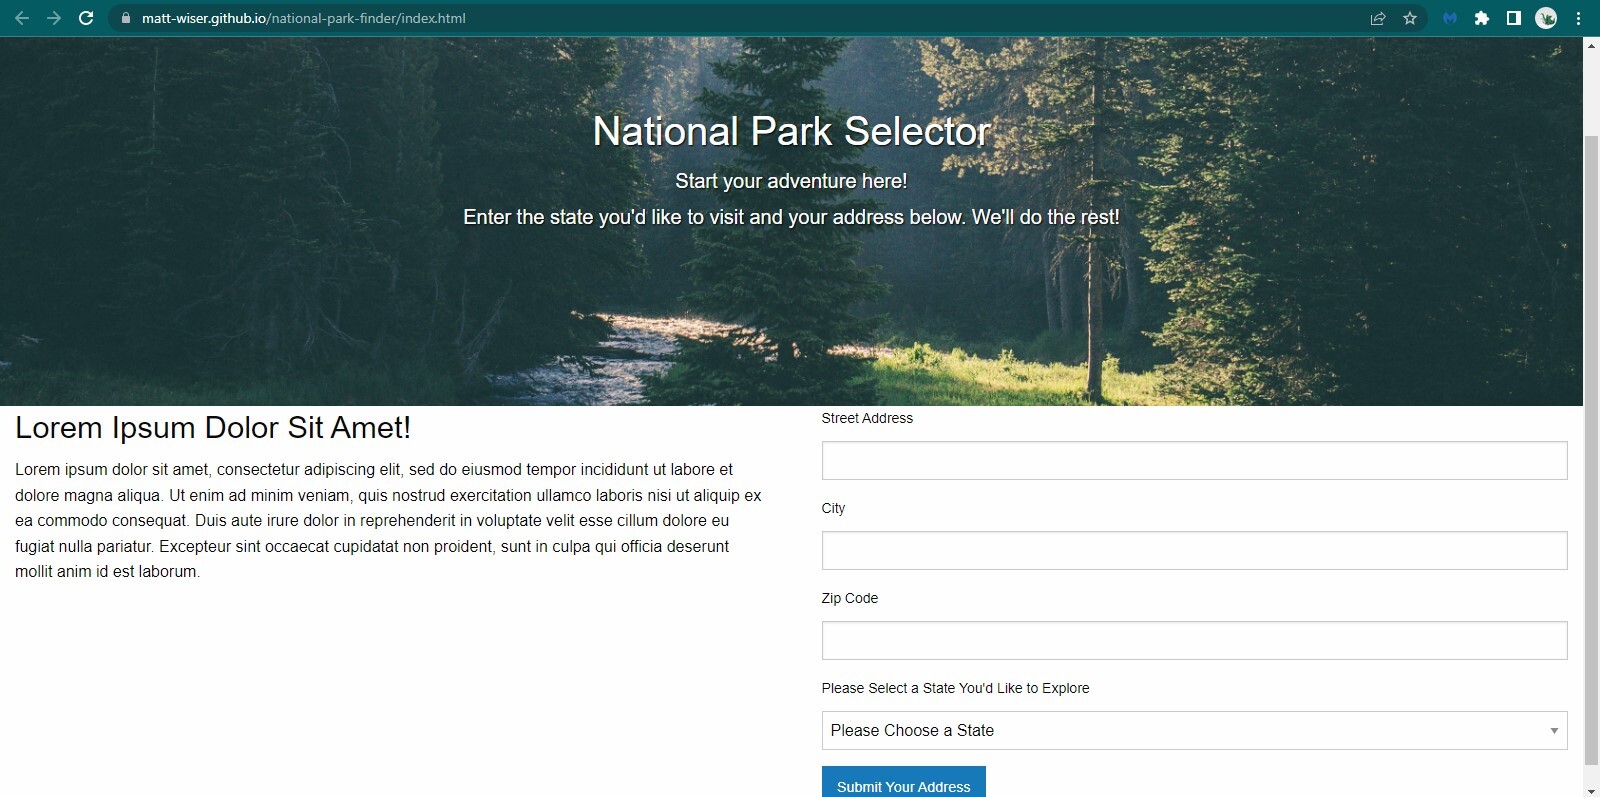 matt-wiser.github.io/national-park-finder/index.html
National Park Selector
Start your adventure here!
Enter the state you'd like to visit and your address below. We'll do the rest!
Lorem Ipsum Dolor Sit Amet!
Lorem ipsum dolor sit amet, consectetur adipiscing elit, sed do eiusmod tempor incididunt ut labore et
dolore magna aliqua. Ut enim ad minim veniam, quis nostrud exercitation ullamco laboris nisi ut aliquip ex
ea commodo consequat. Duis aute irure dolor in reprehenderit in voluptate velit esse cillum dolore eu
fugiat nulla pariatur. Excepteur sint occaecat cupidatat non proident, sunt in culpa qui officia deserunt
mollit anim id est laborum.
Street Address
City
Zip Code
Please Select a State You'd Like to Explore
Please Choose a State
Submit Your Address